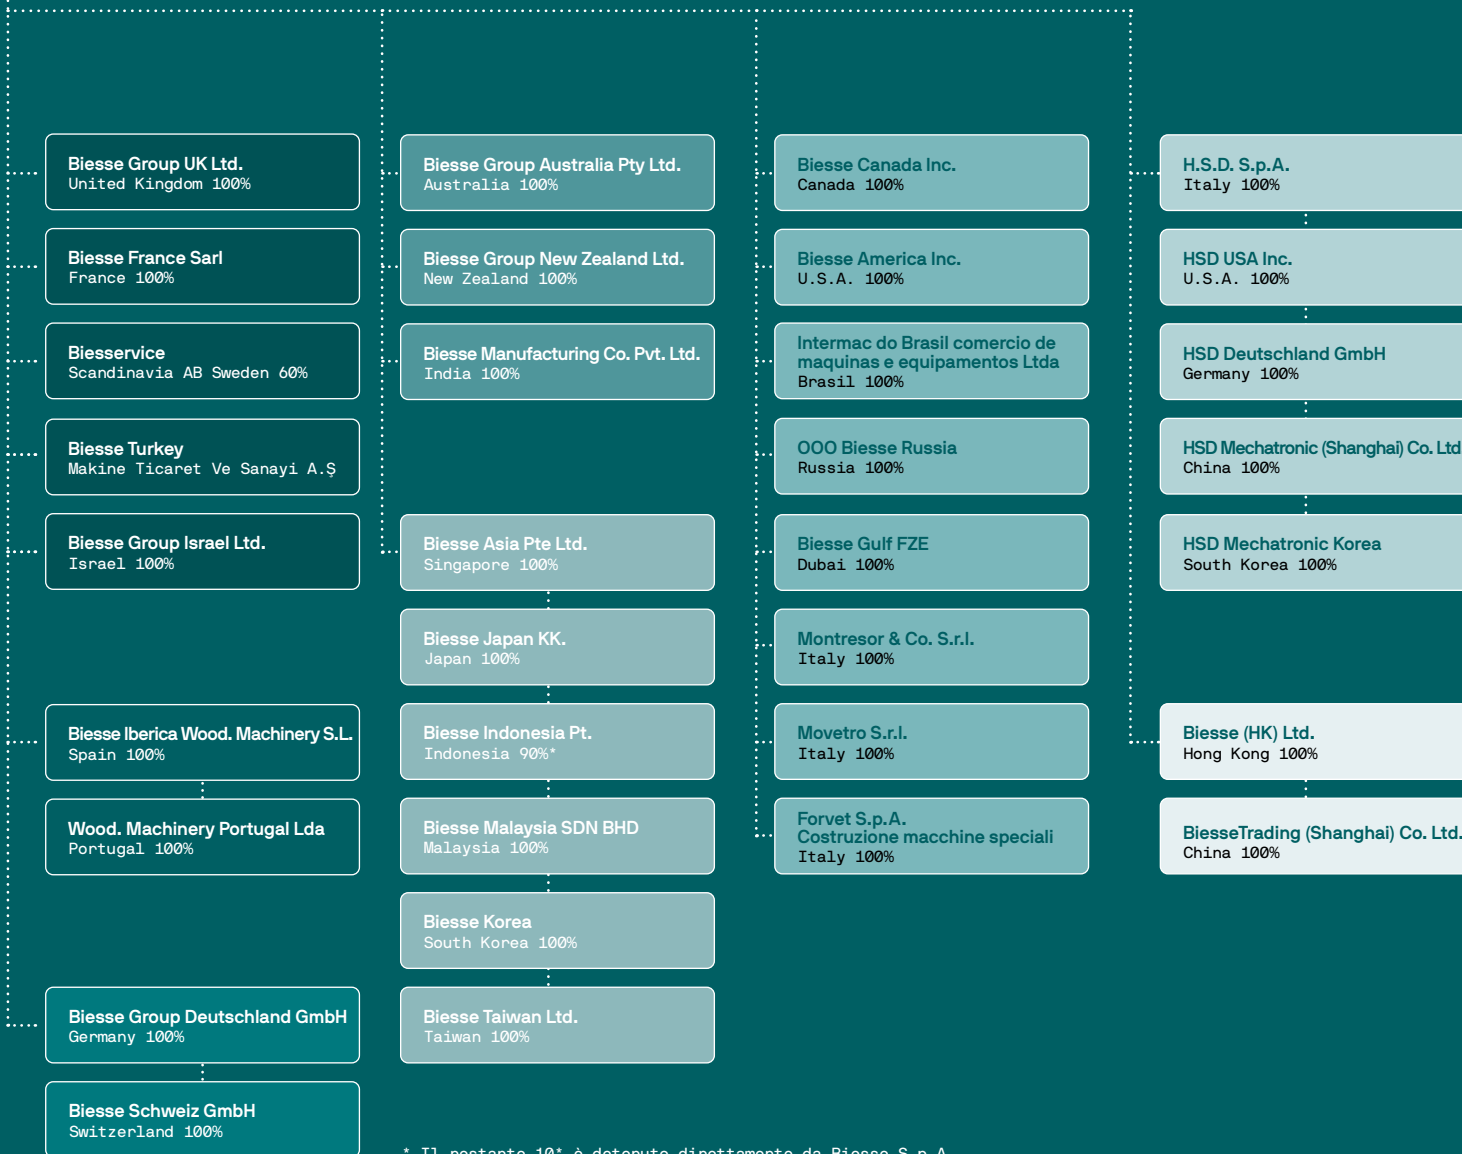 Biesse Group UK Ltd.
United Kingdom 100%
Biesse France Sarl
France 100%
Biesservice
Scandinavia AB Sweden 60%
Biesse Turkey
Makine Ticaret Ve Sanayi A.Ş
Biesse Group Israel Ltd.
Israel 100%
Biesse Iberica Wood. Machinery S.L.
Spain 100%
Wood. Machinery Portugal Lda
Portugal 100%
Biesse Group Deutschland GmbH
Germany 100%
Biesse Schweiz GmbH
Switzerland 100%
Biesse Group Australia Pty Ltd.
Australia 100%
Biesse Group New Zealand Ltd.
New Zealand 100%
Biesse Manufacturing Co. Pvt. Ltd.
India 100%
Biesse Asia Pte Ltd.
Singapore 100%
Biesse Japan KK.
Japan 100%
Biesse Indonesia Pt.
Indonesia 90%*
Biesse Malaysia SDN BHD
Malaysia 100%
Biesse Korea
South Korea 100%
Biesse Taiwan Ltd.
Taiwan 100%
Biesse Canada Inc.
Canada 100%
Biesse America Inc.
U.S.A. 100%
Intermac do Brasil comercio de
maquinas e equipamentos Ltda
Brasil 100%
OOO Biesse Russia
Russia 100%
Biesse Gulf FZE
Dubai 100%
Montresor & Co. S.r.l.
Italy 100%
Movetro S.r.l.
Italy 100%
Forvet S.p.A.
Costruzione macchine speciali
Italy 100%
H.S.D. S.p.A.
Italy 100%
HSD USA Inc.
U.S.A. 100%
HSD Deutschland GmbH
Germany 100%
HSD Mechatronic (Shanghai) Co. Ltd
China 100%
HSD Mechatronic Korea
South Korea 100%
Biesse (HK) Ltd.
Hong Kong 100%
BiesseTrading (Shanghai) Co. Ltd.
China 100%
* Il restante 10* è detenuto direttamente da Biesse S.p.A.